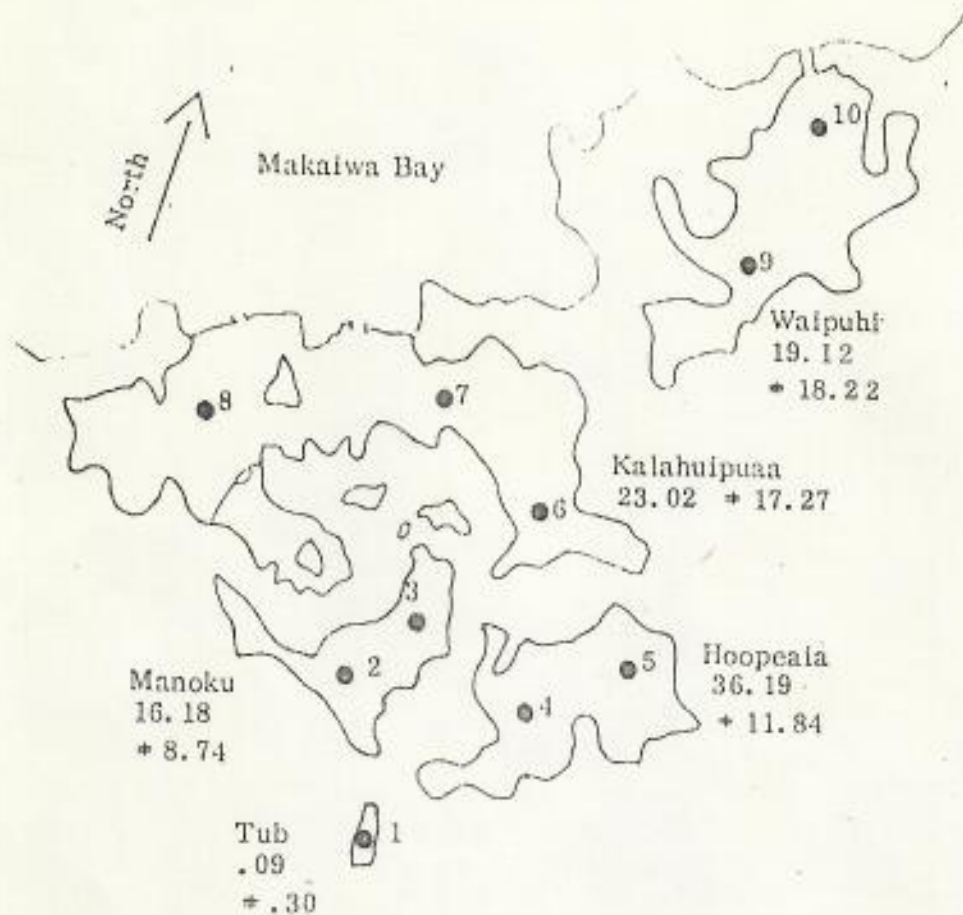 10
Makaiwa Bay
North
9
Waipuhi
19.12
* 18.22
8
7
Kalahuipuaa
23.02 * 17.27
6
3
2
Manoku
16.18
* 8.74
5
4
Hoopeaia
36.19
* 11.84
Tub
.09
* .30
1